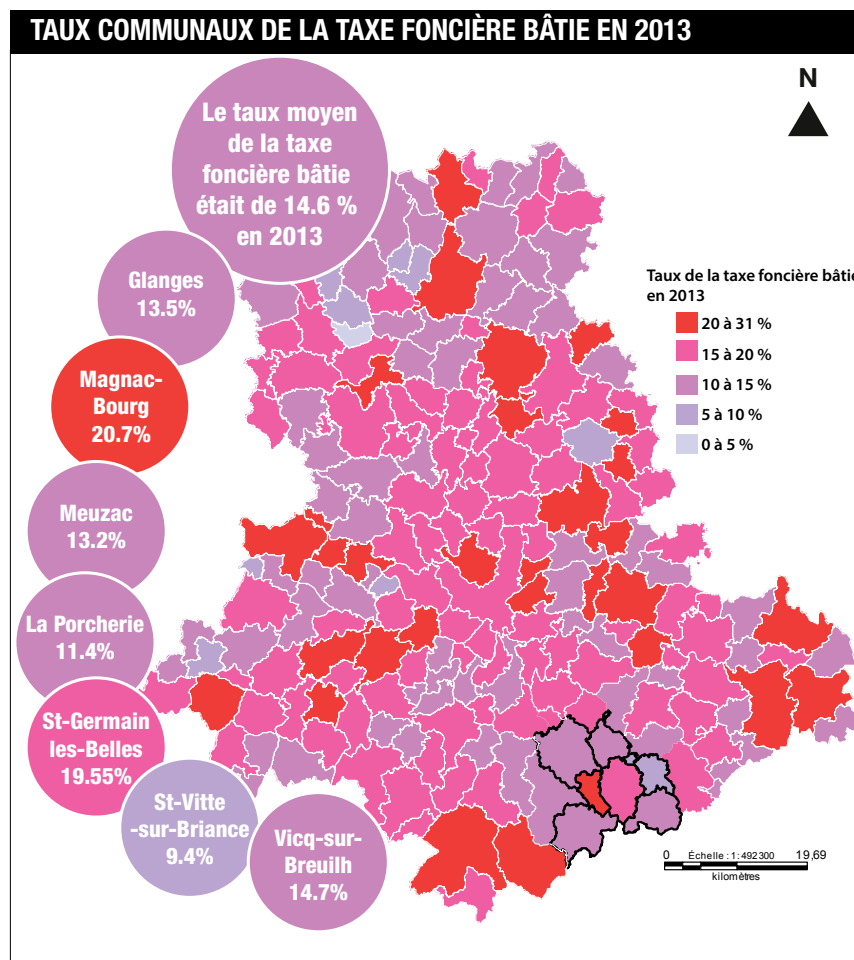 TAUX COMMUNAUX DE LA TAXE FONCIÈRE BÂTIE EN 2013
N
Le taux moyen
de la taxe
foncière bâtie
était de 14.6 %
en 2013
Glanges
13.5%
Magnac-
Bourg
20.7%
Meuzac
13.2%
La Porcherie
11.4%
St-Germain
les-Belles
19.55%
St-Vitte
-sur-Briance
9.4%
Vicq-sur-
Breuilh
14.7%
Taux de la taxe foncière bâtie
en 2013
20 à 31 %
15 à 20 %
10 à 15 %
5 à 10 %
0 à 5 %
0 Échelle : 1: 492 300 19,69
kilomètres